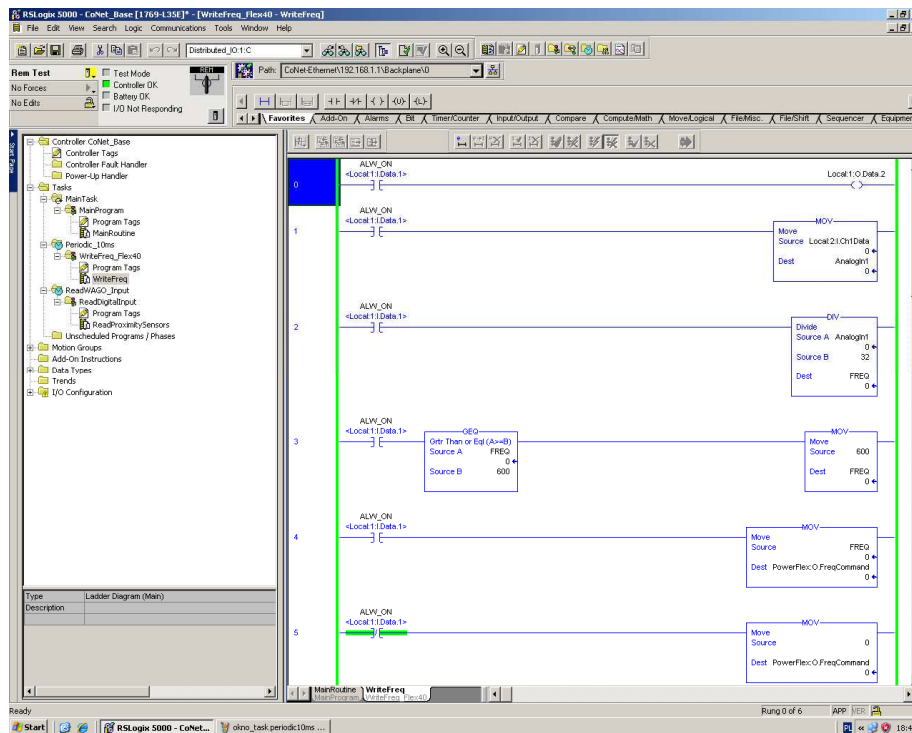 RSLogix 5000 - CoNet_Base [1769-L35E]* - [WriteFreq_Flex40 - WriteFreq]
File Edit View Search Logic Communications Tools Window Help
Distributed_IO:1:C
Rem Test
No Forces
No Edits
Test Mode
Controller OK
Battery OK
I/O Not Responding
REM
Path: CoNet-Ethernet\192.168.1.1\Backplane\0
Favorites Add-On Alarms Bit Timer/Counter Input/Output Compare Compute/Math Move/Logical File/Misc. File/Shift Sequencer Equipmen
Start Page
Controller CoNet_Base
Controller Tags
Controller Fault Handler
Power-Up Handler
Tasks
MainTask
MainProgram
Program Tags
MainRoutine
Periodic_10ms
WriteFreq_Flex40
Program Tags
WriteFreq
ReadWAGO_Input
ReadDigitalInput
Program Tags
ReadProximitySensors
Unscheduled Programs / Phases
Motion Groups
Add-On Instructions
Data Types
Trends
I/O Configuration
Type Ladder Diagram (Main)
Description
0
ALW_ON
<Local:1:I.Data.1>
Local:1:O.Data.2
1
ALW_ON
<Local:1:I.Data.1>
MOV
Move
Source Local:2:I.Ch1Data
0
Dest AnalogIn1
0
2
ALW_ON
<Local:1:I.Data.1>
DIV
Divide
Source A AnalogIn1
0
Source B 32
Dest FREQ
0
3
ALW_ON
<Local:1:I.Data.1>
GEQ
Grtr Than or Eql (A>=B)
Source A FREQ
0
Source B 600
MOV
Move
Source 600
Dest FREQ
0
4
ALW_ON
<Local:1:I.Data.1>
MOV
Move
Source FREQ
0
Dest PowerFlex:O.FreqCommand
0
5
ALW_ON
<Local:1:I.Data.1>
MOV
Move
Source 0
Dest PowerFlex:O.FreqCommand
0
MainRoutine
MainProgram
WriteFreq
WriteFreq_Flex40
Ready
Rung 0 of 6 APP VER
Start RSLogix 5000 - CoNet... okno_task periodic10ms ... PL 18:4